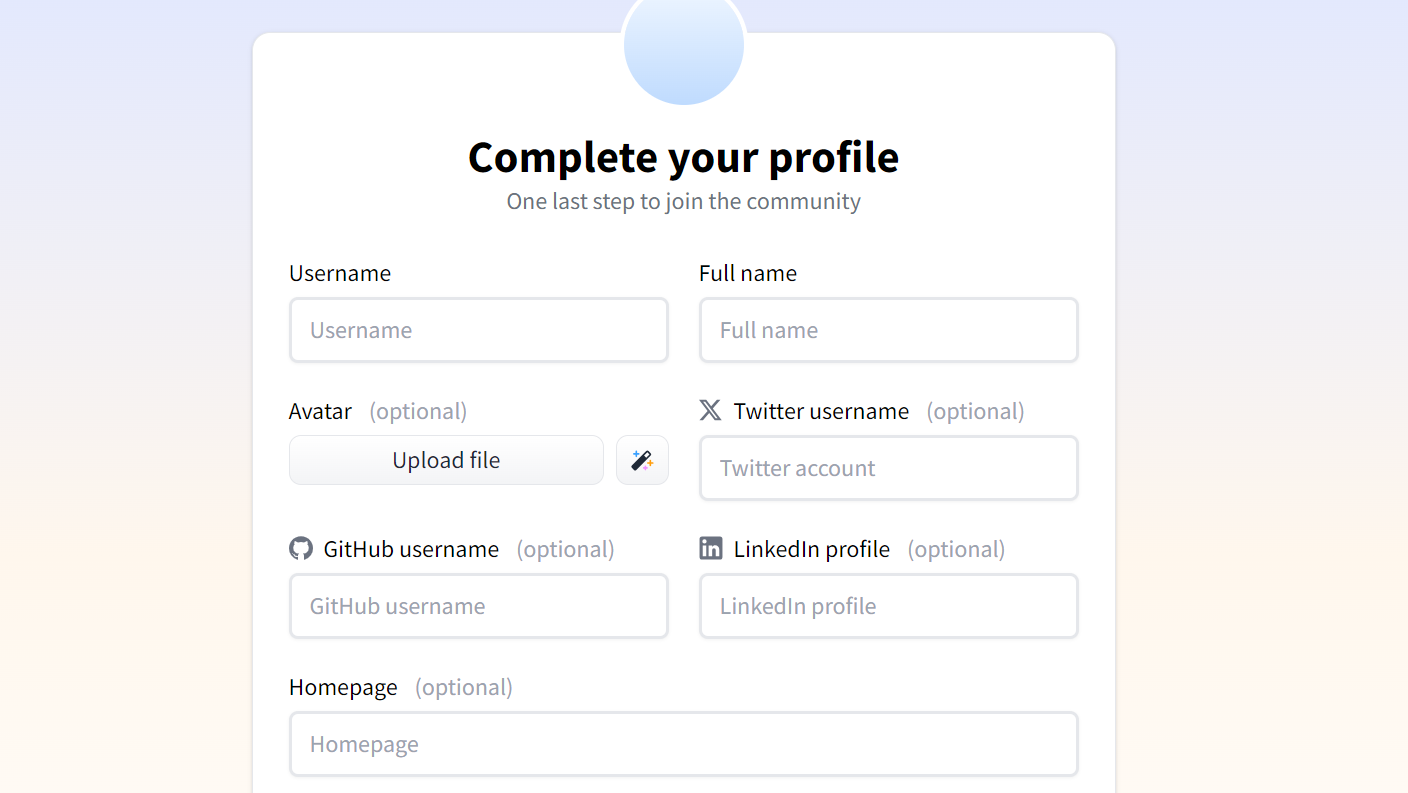 Complete your profile
One last step to join the community
Username
Full name
Username
Full name
Avatar (optional)
Twitter username (optional)
Upload file
Twitter account
GitHub username (optional)
LinkedIn profile (optional)
GitHub username
LinkedIn profile
Homepage (optional)
Homepage